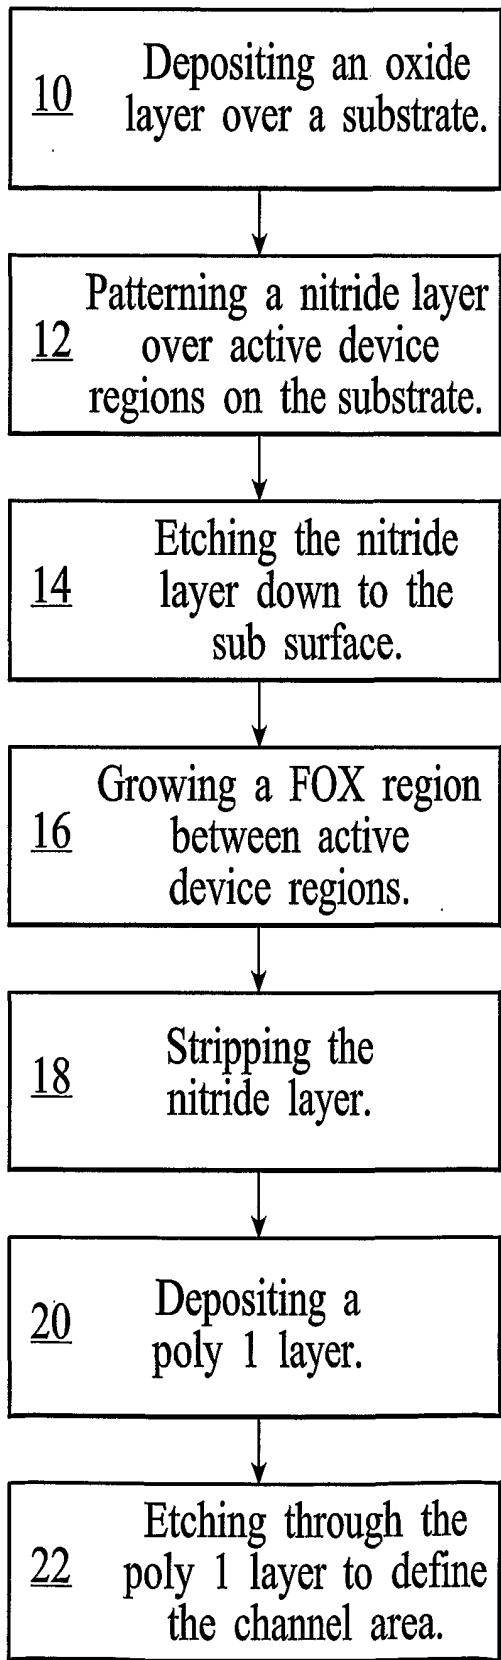 10
Depositing an oxide
layer over a substrate.
12
Patterning a nitride layer
over active device
regions on the substrate.
14
Etching the nitride
layer down to the
sub surface.
16
Growing a FOX region
between active
device regions.
18
Stripping the
nitride layer.
20
Depositing a
poly 1 layer.
22
Etching through the
poly 1 layer to define
the channel area.